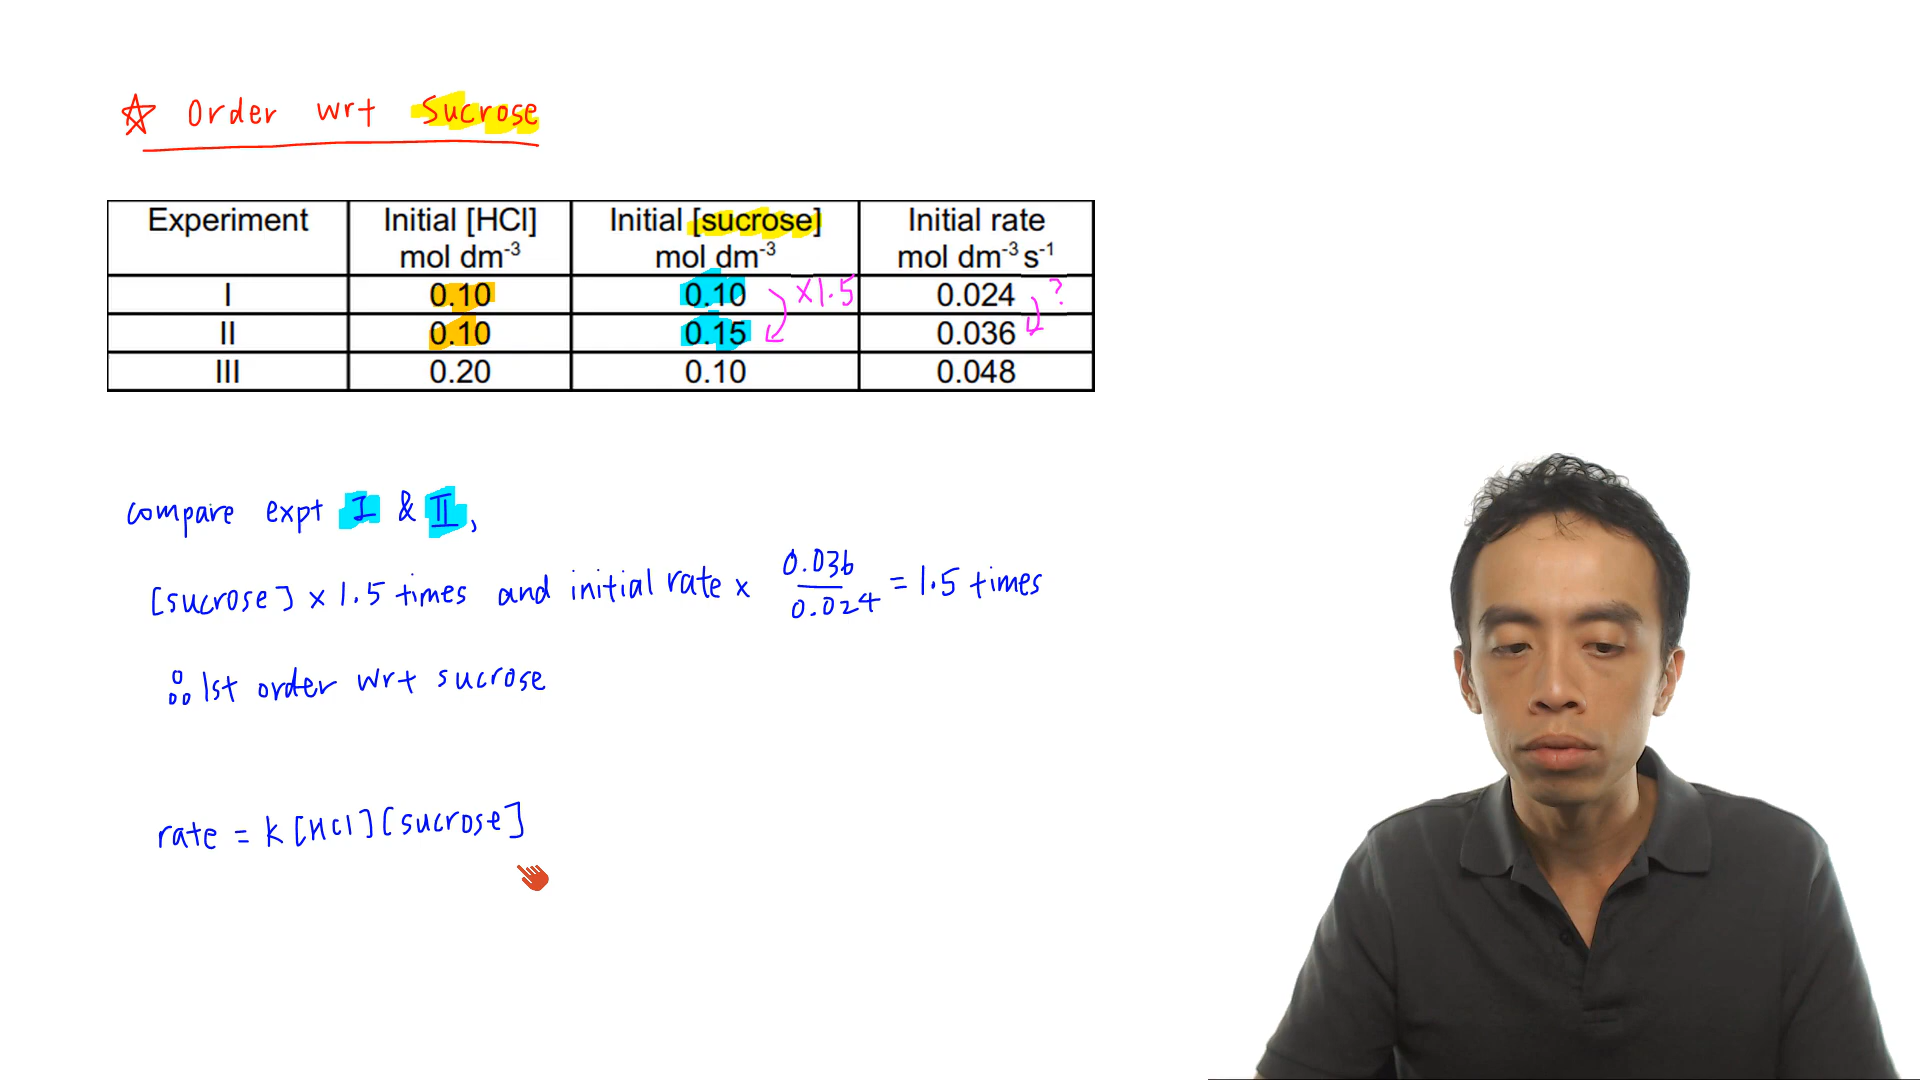 ☆ Order wrt Sucrose
Experiment Initial [HCl] mol dm⁻³ Initial [sucrose] mol dm⁻³ Initial rate mol dm⁻³ s⁻¹
I 0.10 0.10 ×1.5 0.024 ?
II 0.10 0.15 0.036
III 0.20 0.10 0.048
compare expt I & II,
[sucrose] × 1.5 times and initial rate × 0.036/0.024 = 1.5 times
∴ 1st order wrt sucrose
rate = k[HCl][sucrose]